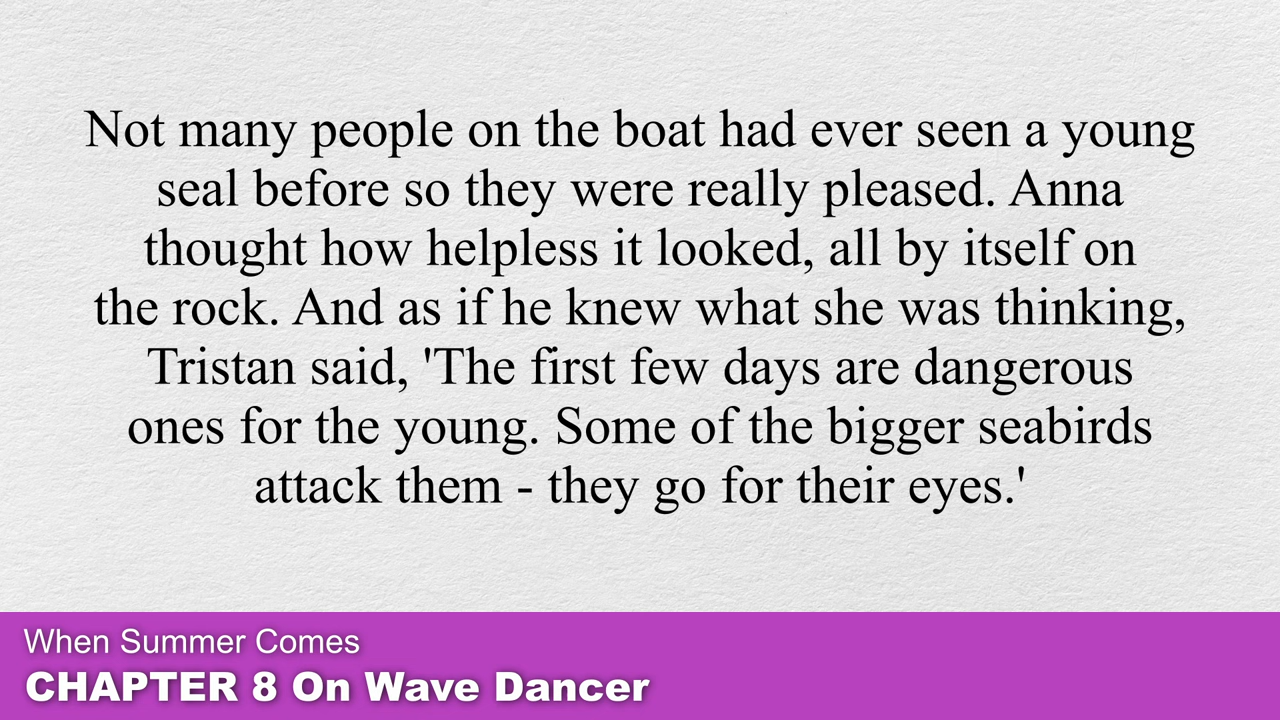 Not many people on the boat had ever seen a young
seal before so they were really pleased. Anna
thought how helpless it looked, all by itself on
the rock. And as if he knew what she was thinking,
Tristan said, 'The first few days are dangerous
ones for the young. Some of the bigger seabirds
attack them - they go for their eyes.'
When Summer Comes
CHAPTER 8 On Wave Dancer